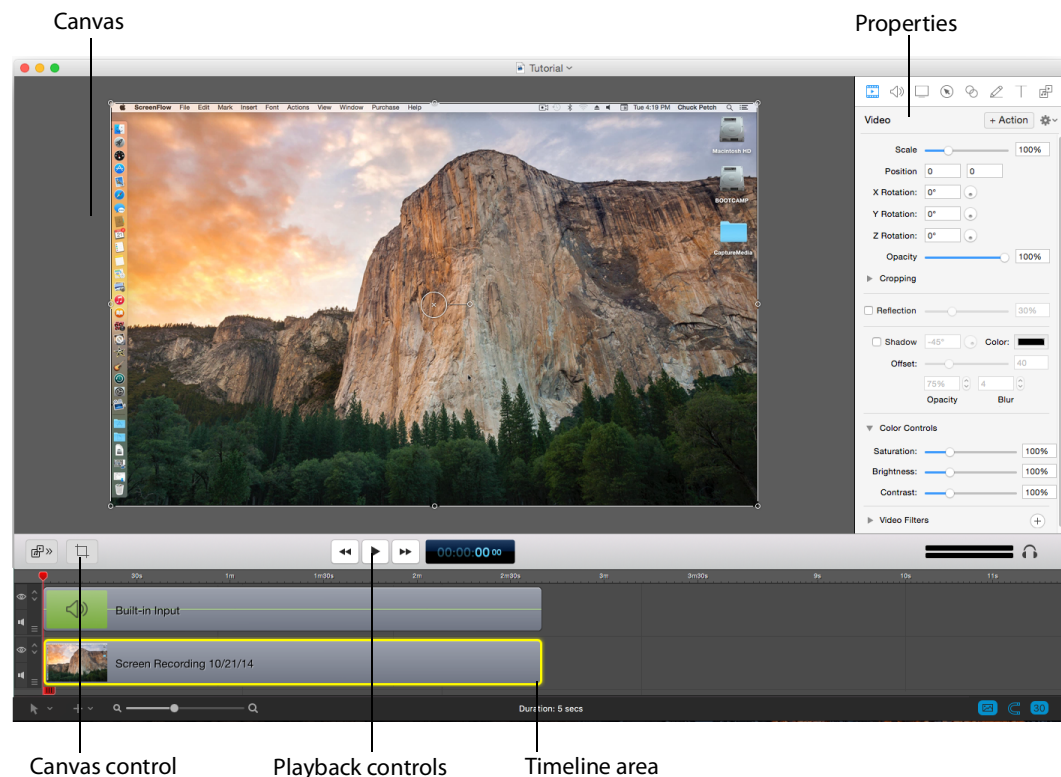 Canvas
Properties
Tutorial
ScreenFlow File Edit Mark Insert Font Actions View Window Purchase Help
Tue 4:19 PM Chuck Petch
Macintosh HD
BOOTCAMP
CaptureMedia
Video
+ Action
Scale 100%
Position 0 0
X Rotation: 0°
Y Rotation: 0°
Z Rotation: 0°
Opacity 100%
Cropping
Reflection 30%
Shadow -45° Color:
Offset: 40
75% 4
Opacity Blur
Color Controls
Saturation: 100%
Brightness: 100%
Contrast: 100%
Video Filters
00:00:00 00
30s 1m 1m30s 2m 2m30s 3m 3m30s 9s 10s 11s
Built-in Input
Screen Recording 10/21/14
Duration: 5 secs
30
Canvas control
Playback controls
Timeline area